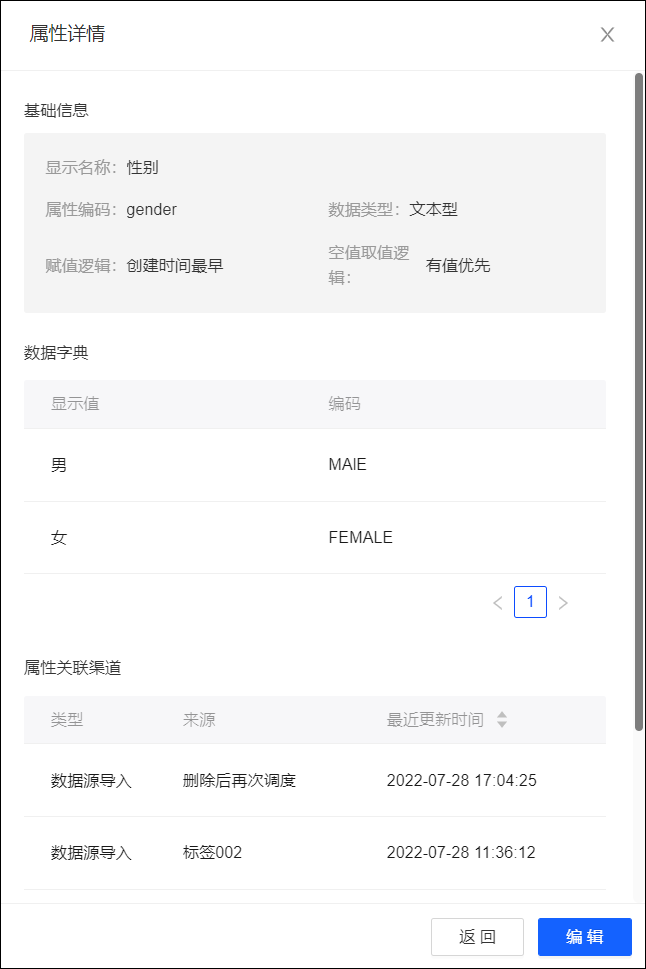 属性详情
基础信息
显示名称: 性别
属性编码: gender 数据类型: 文本型
赋值逻辑: 创建时间最早 空值取值逻辑: 有值优先
数据字典
显示值 编码
男 MAlE
女 FEMALE
1
属性关联渠道
类型 来源 最近更新时间
数据源导入 删除后再次调度 2022-07-28 17:04:25
数据源导入 标签002 2022-07-28 11:36:12
返 回 编 辑